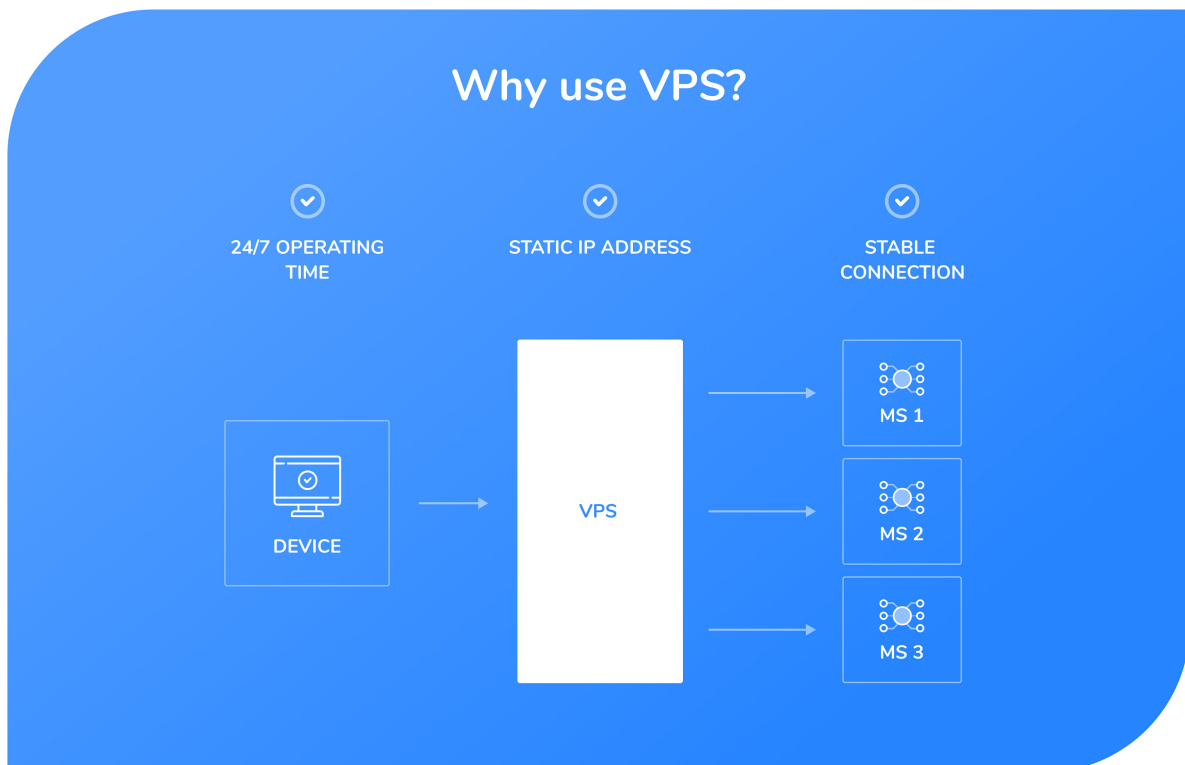 Why use VPS?
24/7 OPERATING
TIME
STATIC IP ADDRESS
STABLE
CONNECTION
DEVICE
VPS
MS 1
MS 2
MS 3